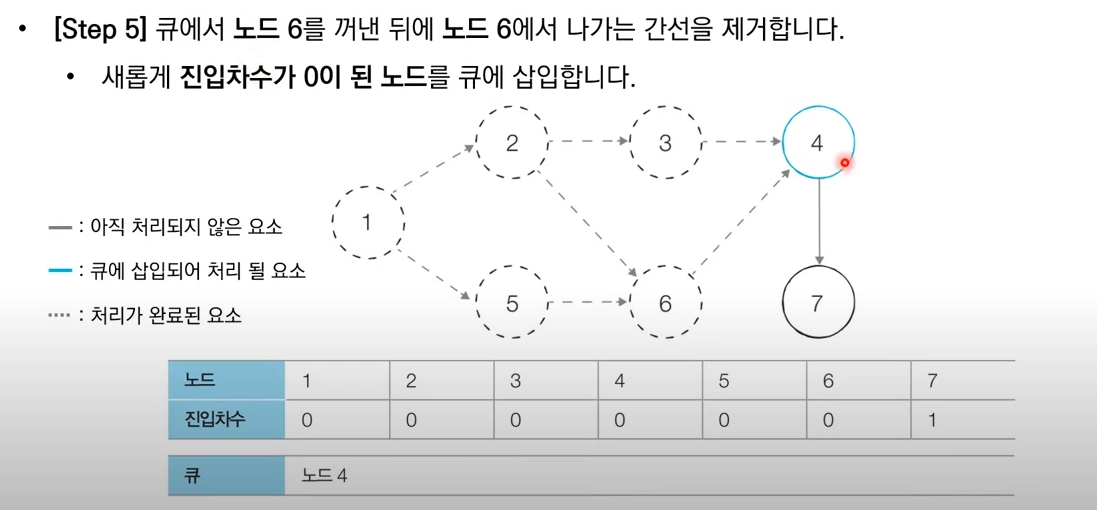 • [Step 5] 큐에서 노드 6를 꺼낸 뒤에 노드 6에서 나가는 간선을 제거합니다.
• 새롭게 진입차수가 0이 된 노드를 큐에 삽입합니다.
2 3 4
1
: 아직 처리되지 않은 요소
: 큐에 삽입되어 처리 될 요소
5 6 7
: 처리가 완료된 요소
노드 1 2 3 4 5 6 7
진입차수 0 0 0 0 0 0 1
큐 노드 4